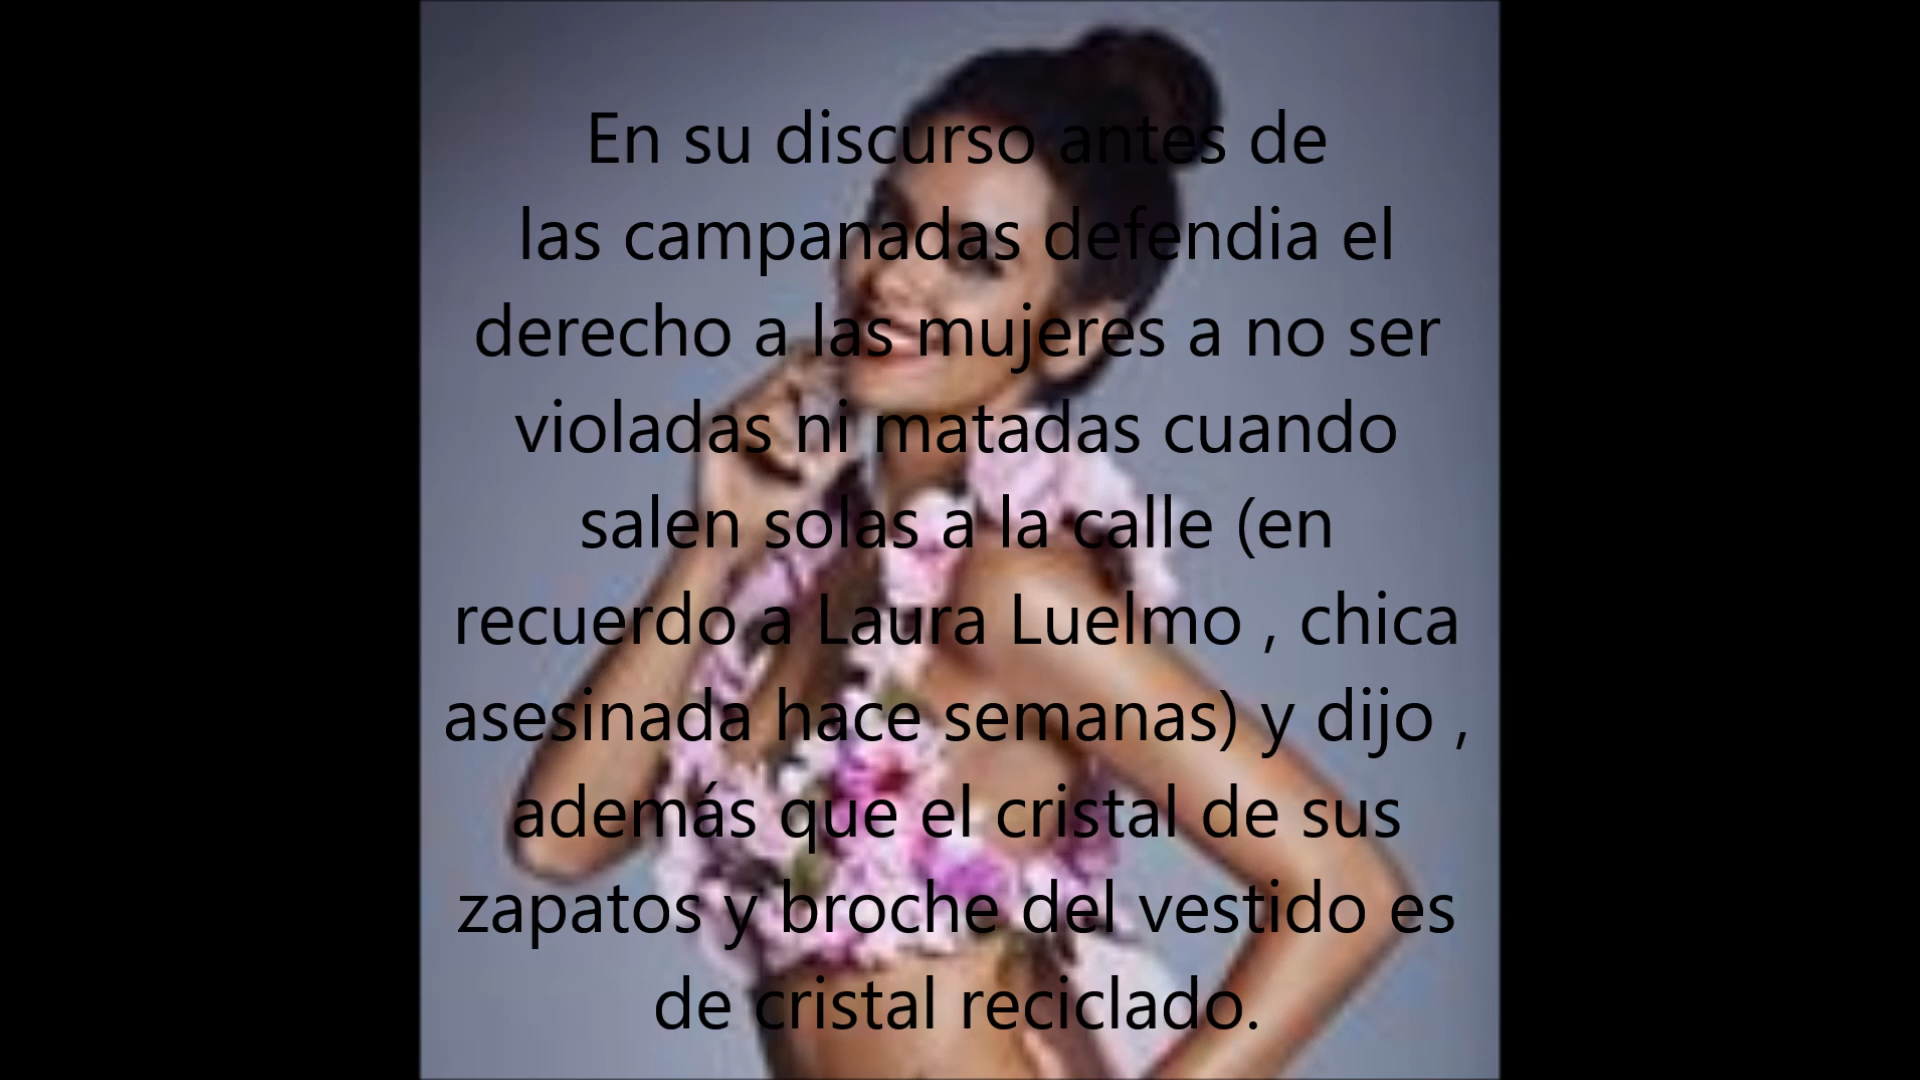 En su discurso antes de
las campanadas defendia el
derecho a las mujeres a no ser
violadas ni matadas cuando
salen solas a la calle (en
recuerdo a Laura Luelmo , chica
asesinada hace semanas) y dijo ,
además que el cristal de sus
zapatos y broche del vestido es
de cristal reciclado.